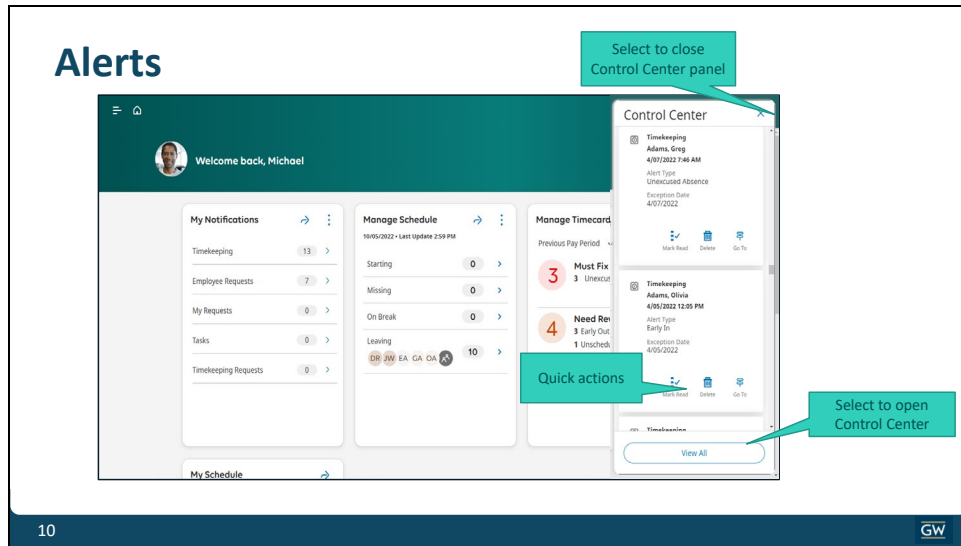 Alerts
Select to close
Control Center panel
Welcome back, Michael
My Notifications
Timekeeping 13
Employee Requests 7
My Requests 0
Tasks 0
Timekeeping Requests 0
Manage Schedule
10/05/2022 • Last Update 2:59 PM
Starting 0
Missing 0
On Break 0
Leaving
DR JW EA GA OA 10
Manage Timecard
Previous Pay Period
3 Must Fix
3 Unexcus
4 Need Rev
3 Early Out
1 Unschedu
My Schedule
Control Center
Timekeeping
Adams, Greg
4/07/2022 7:46 AM
Alert Type
Unexcused Absence
Exception Date
4/07/2022
Mark Read Delete Go To
Timekeeping
Adams, Olivia
4/05/2022 12:05 PM
Alert Type
Early In
Exception Date
4/05/2022
Quick actions
Mark Read Delete Go To
Timekeeping
View All
Select to open
Control Center
10
GW